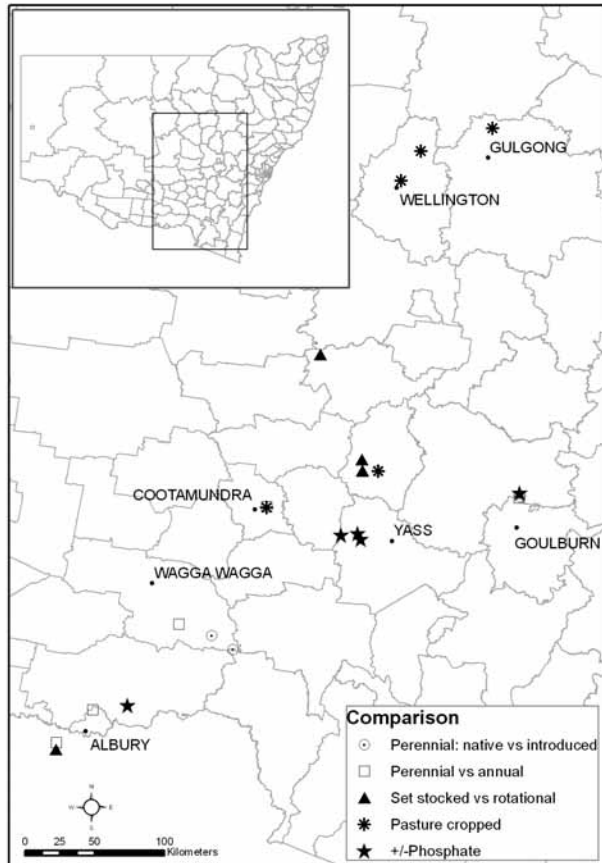 GULGONG
WELLINGTON
COOTAMUNDRA
YASS
GOULBURN
WAGGA WAGGA
ALBURY
Comparison
Perennial: native vs introduced
Perennial vs annual
Set stocked vs rotational
Pasture cropped
+/-Phosphate
N
W E
S
0 25 50 100
Kilometers